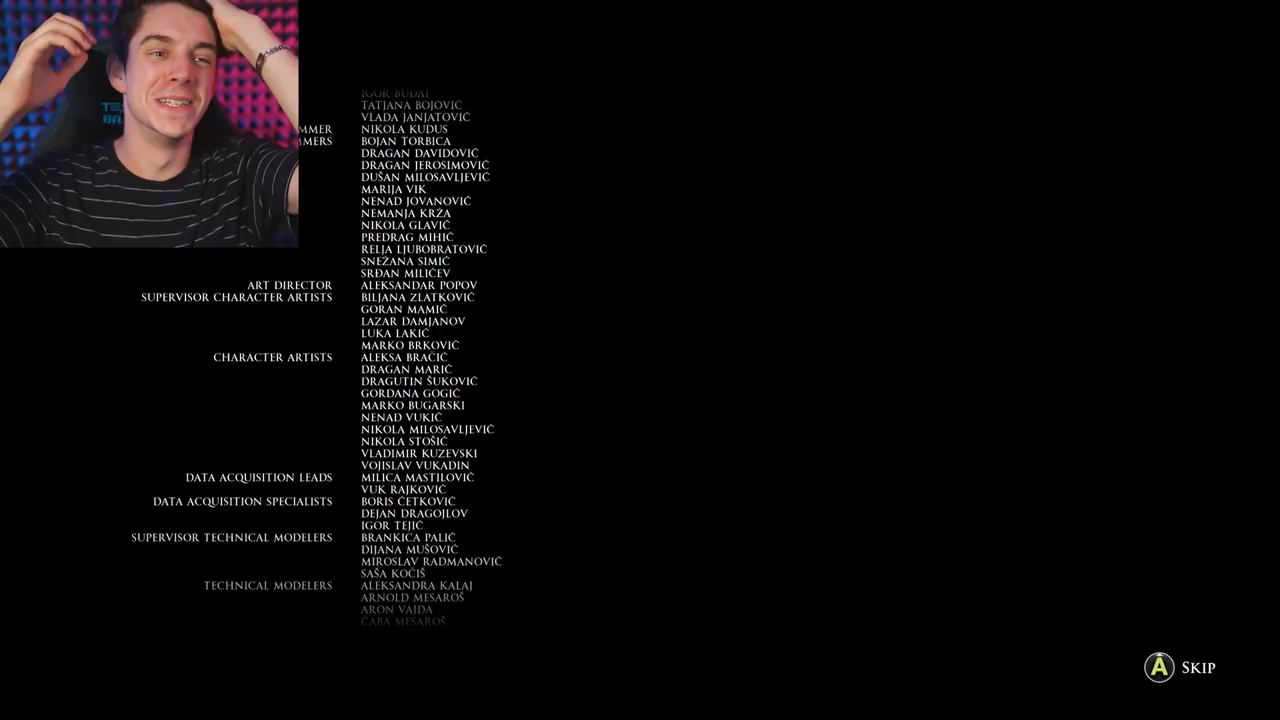 IGOR BUDAI
TATJANA BOJOVIĆ
VLADA JANJATOVIĆ
MMER NIKOLA KUDUS
MMERS BOJAN TORBICA
DRAGAN DAVIDOVIĆ
DRAGAN JEROSIMOVIĆ
DUŠAN MILOSAVLJEVIĆ
MARIJA VIK
NENAD JOVANOVIĆ
NEMANJA KRŽA
NIKOLA GLAVIĆ
PREDRAG MIHIĆ
RELJA LJUBOBRATOVIĆ
SNEŽANA SIMIĆ
SRĐAN MILIĆEV
ART DIRECTOR ALEKSANDAR POPOV
SUPERVISOR CHARACTER ARTISTS BILJANA ZLATKOVIĆ
GORAN MAMIĆ
LAZAR DAMJANOV
LUKA LAKIĆ
MARKO BRKOVIĆ
CHARACTER ARTISTS ALEKSA BRAČIĆ
DRAGAN MARIĆ
DRAGUTIN ŠUKOVIĆ
GORDANA GOGIĆ
MARKO BUGARSKI
NENAD VUKIĆ
NIKOLA MILOSAVLJEVIĆ
NIKOLA STOŠIĆ
VLADIMIR KUZEVSKI
VOJISLAV VUKADIN
DATA ACQUISITION LEADS MILICA MASTILOVIĆ
VUK RAJKOVIĆ
DATA ACQUISITION SPECIALISTS BORIS ČETKOVIĆ
DEJAN DRAGOJLOV
IGOR TEJIĆ
SUPERVISOR TECHNICAL MODELERS BRANKICA PALIĆ
DIJANA MUŠOVIĆ
MIROSLAV RADMANOVIĆ
SAŠA KOČIŠ
TECHNICAL MODELERS ALEKSANDRA KALAJ
ARNOLD MESAROŠ
ARON VAJDA
ČABA MESAROŠ
A SKIP